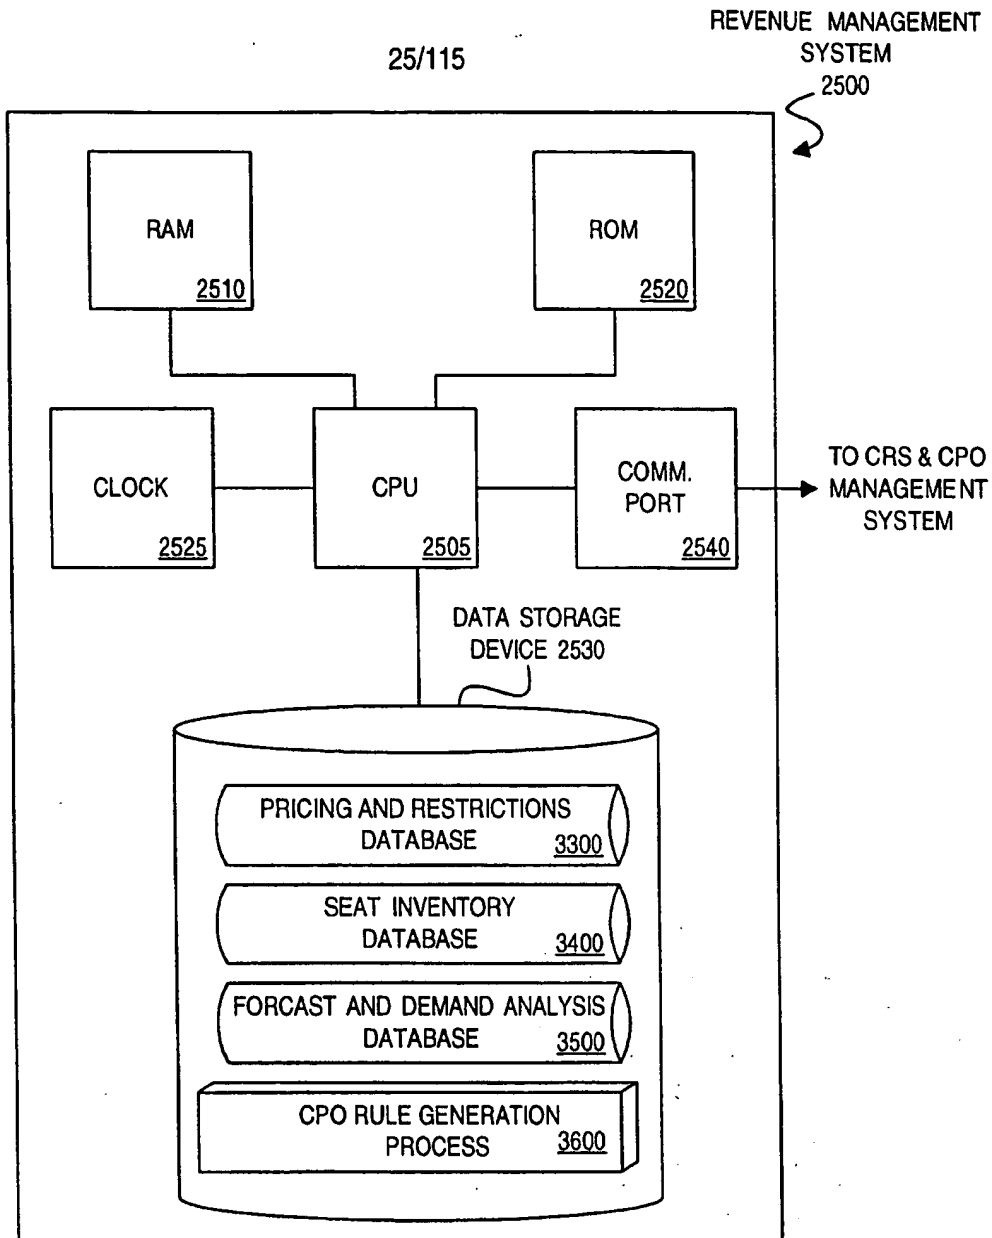 REVENUE MANAGEMENT
SYSTEM
2500
25/115
RAM
2510
ROM
2520
CLOCK
2525
CPU
2505
COMM.
PORT
2540
TO CRS & CPO
MANAGEMENT
SYSTEM
DATA STORAGE
DEVICE 2530
PRICING AND RESTRICTIONS
DATABASE
3300
SEAT INVENTORY
DATABASE
3400
FORCAST AND DEMAND ANALYSIS
DATABASE
3500
CPO RULE GENERATION
PROCESS
3600